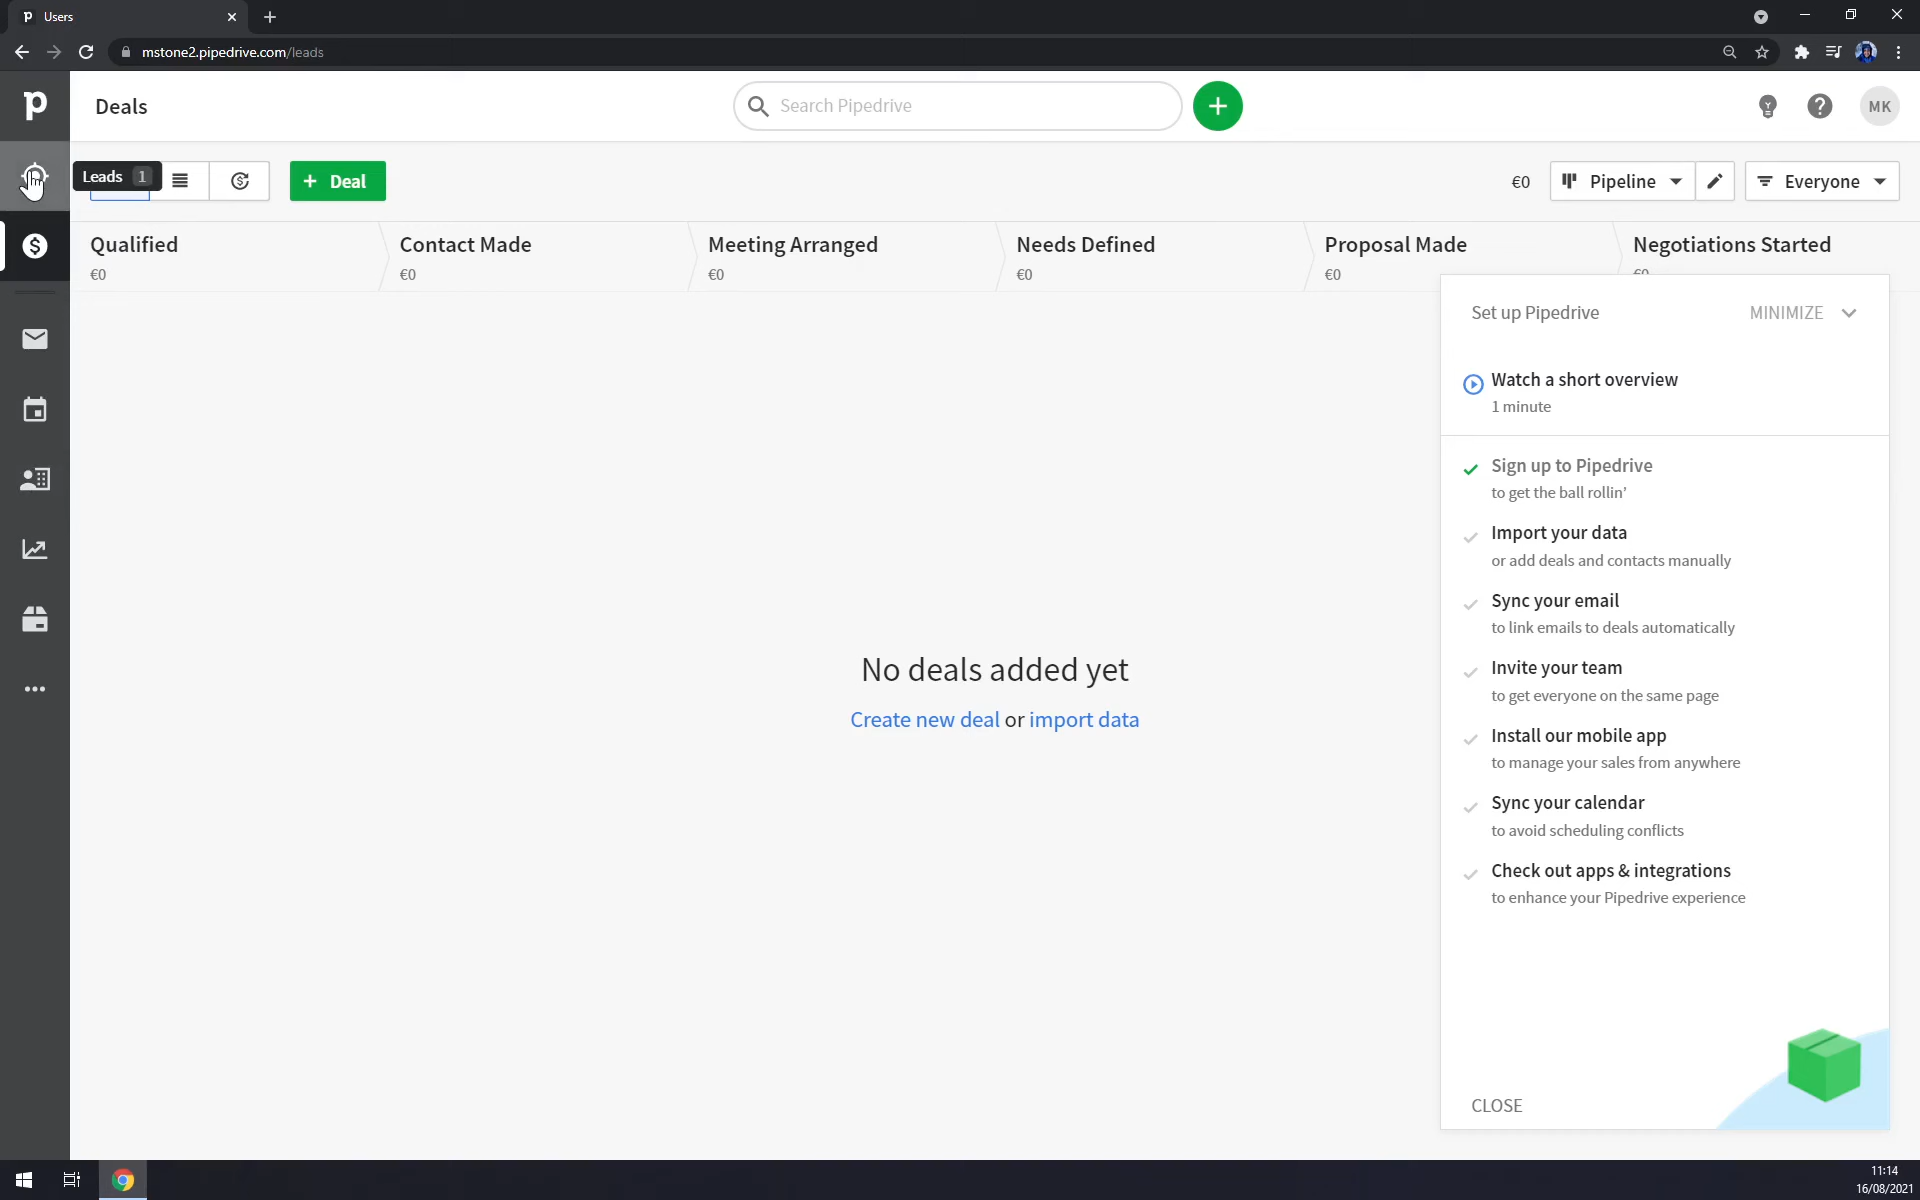 Users
mstone2.pipedrive.com/leads
Deals
Search Pipedrive
MK
Leads 1
+ Deal
€0
Pipeline
Everyone
Qualified
€0
Contact Made
€0
Meeting Arranged
€0
Needs Defined
€0
Proposal Made
€0
Negotiations Started
€0
Set up Pipedrive
MINIMIZE
Watch a short overview
1 minute
Sign up to Pipedrive
to get the ball rollin'
Import your data
or add deals and contacts manually
Sync your email
to link emails to deals automatically
Invite your team
to get everyone on the same page
Install our mobile app
to manage your sales from anywhere
Sync your calendar
to avoid scheduling conflicts
Check out apps & integrations
to enhance your Pipedrive experience
CLOSE
No deals added yet
Create new deal or import data
11:14
16/08/2021